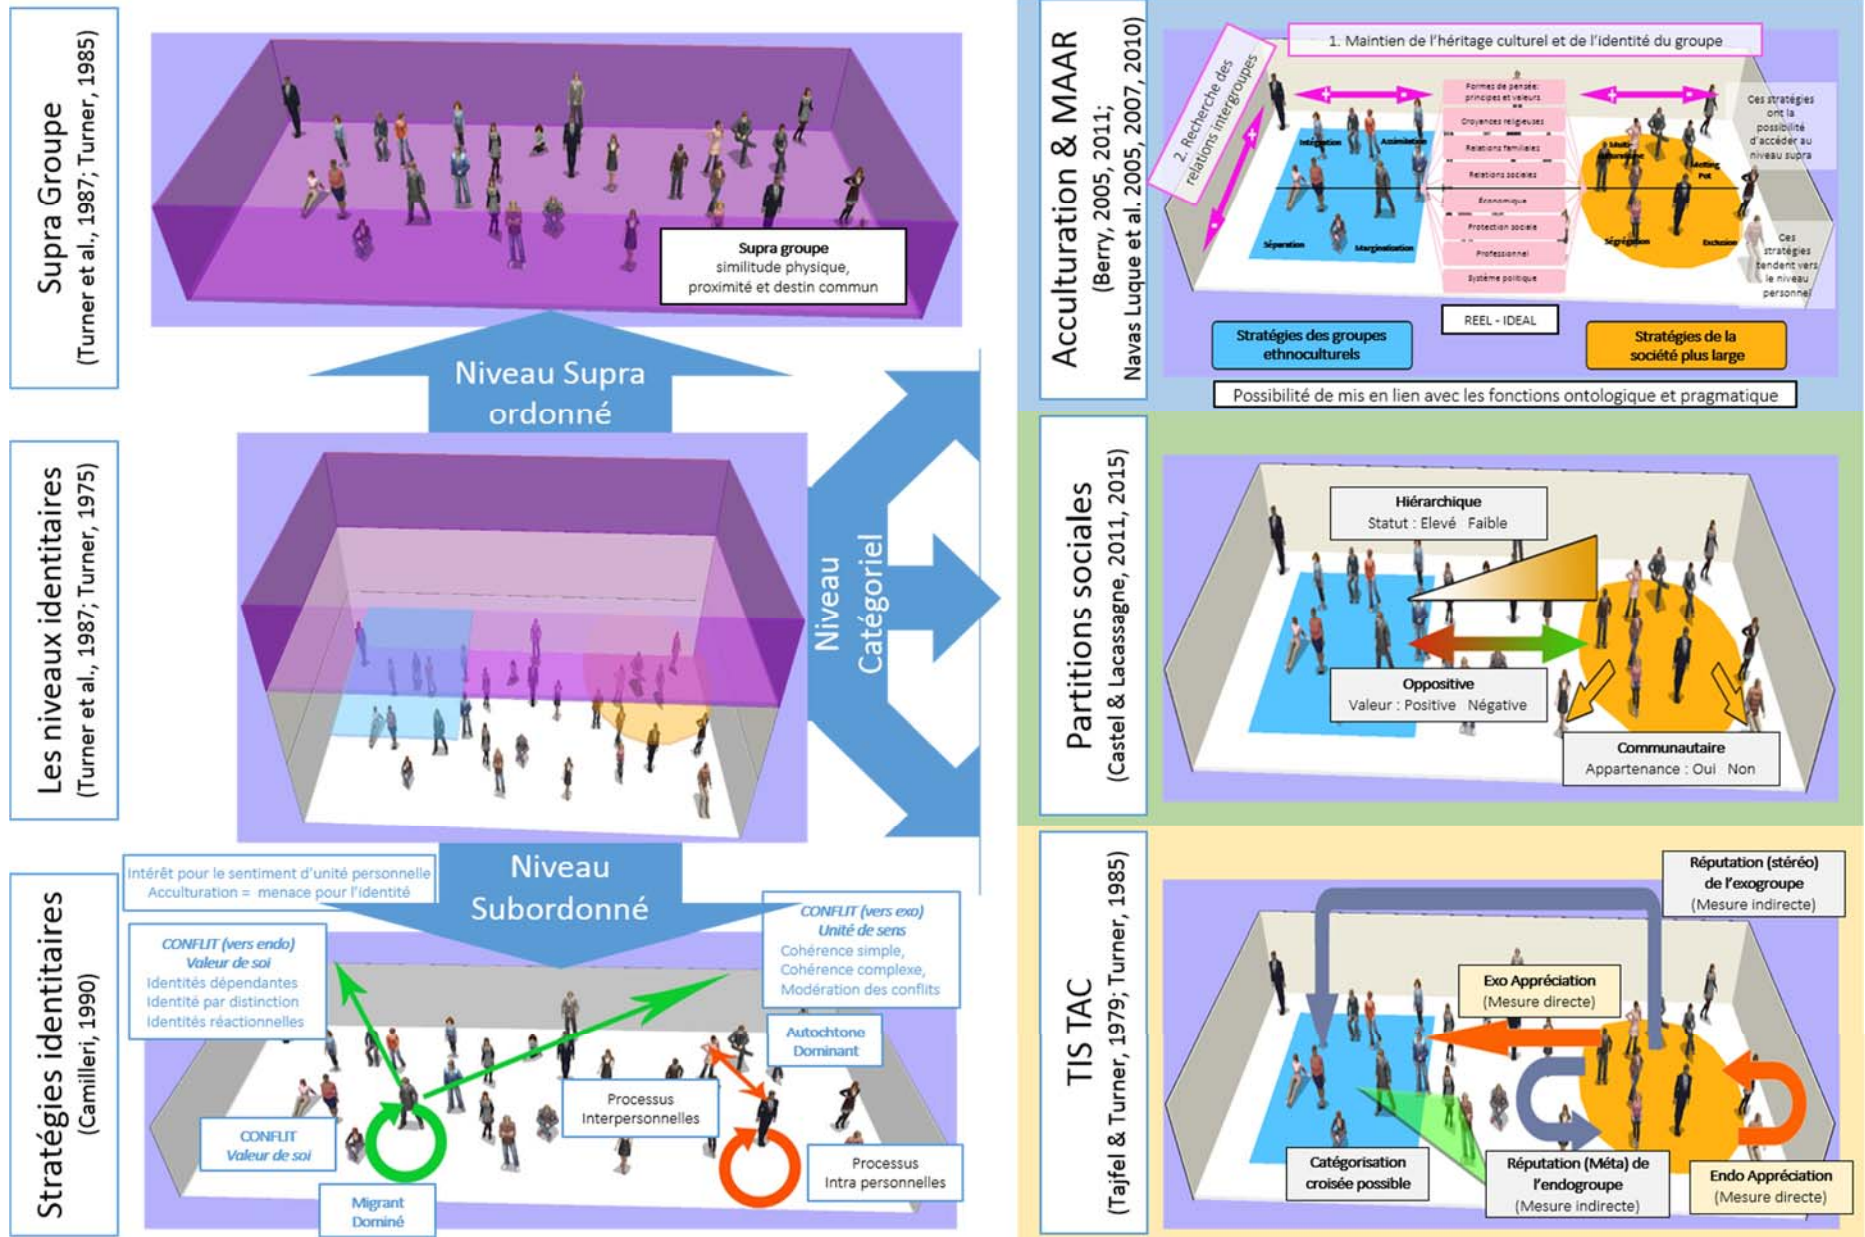 Supra Groupe
(Turner et al., 1987; Turner, 1985)
Supra groupe
similitude physique,
proximité et destin commun
Niveau Supra
ordonné
Les niveaux identitaires
(Turner et al., 1987; Turner, 1975)
Niveau
Catégoriel
Niveau
Subordonné
Stratégies identitaires
(Camilleri, 1990)
Intérêt pour le sentiment d'unité personnelle
Acculturation = menace pour l'identité
CONFLIT (vers endo)
Valeur de soi
Identités dépendantes
Identité par distinction
Identités réactionnelles
CONFLIT (vers exo)
Unité de sens
Cohérence simple,
Cohérence complexe,
Modération des conflits
Autochtone
Dominant
Processus
Interpersonnelles
CONFLIT
Valeur de soi
Processus
Intra personnelles
Migrant
Dominé
Acculturation & MAAR
(Berry, 2005, 2011;
Navas Luque et al. 2005, 2007, 2010)
1. Maintien de l'héritage culturel et de l'identité du groupe
2. Recherche des
relations intergroupes
Formes de pensée:
principes et valeurs
Croyances religieuses
Relations familiales
Relations sociales
Économique
Protection sociale
Professionnel
Système politique
Intégration
Assimilation
Séparation
Marginalisation
Melting
Pot
Ségrégation
Exclusion
Ces stratégies
ont la
possibilité
d'accéder au
niveau supra
Ces
stratégies
tendent vers
le niveau
personnel
REEL - IDEAL
Stratégies des groupes
ethnoculturels
Stratégies de la
société plus large
Possibilité de mis en lien avec les fonctions ontologique et pragmatique
Partitions sociales
(Castel & Lacassagne, 2011, 2015)
Hiérarchique
Statut : Elevé Faible
Oppositive
Valeur : Positive Négative
Communautaire
Appartenance : Oui Non
TIS TAC
(Tajfel & Turner, 1979; Turner, 1985)
Réputation (stéréo)
de l'exogroupe
(Mesure indirecte)
Exo Appréciation
(Mesure directe)
Catégorisation
croisée possible
Réputation (Méta) de
l'endogroupe
(Mesure indirecte)
Endo Appréciation
(Mesure directe)